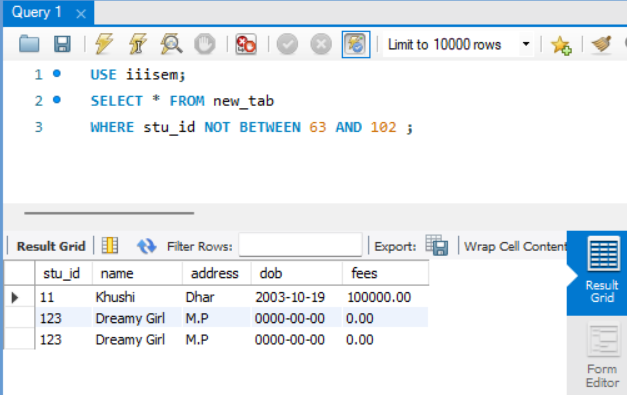 Query 1
Limit to 10000 rows
1 USE iiisem;
2 SELECT * FROM new_tab
3 WHERE stu_id NOT BETWEEN 63 AND 102 ;
Result Grid Filter Rows: Export: Wrap Cell Content
stu_id name address dob fees
11 Khushi Dhar 2003-10-19 100000.00
123 Dreamy Girl M.P 0000-00-00 0.00
123 Dreamy Girl M.P 0000-00-00 0.00
Result
Grid
Form
Editor